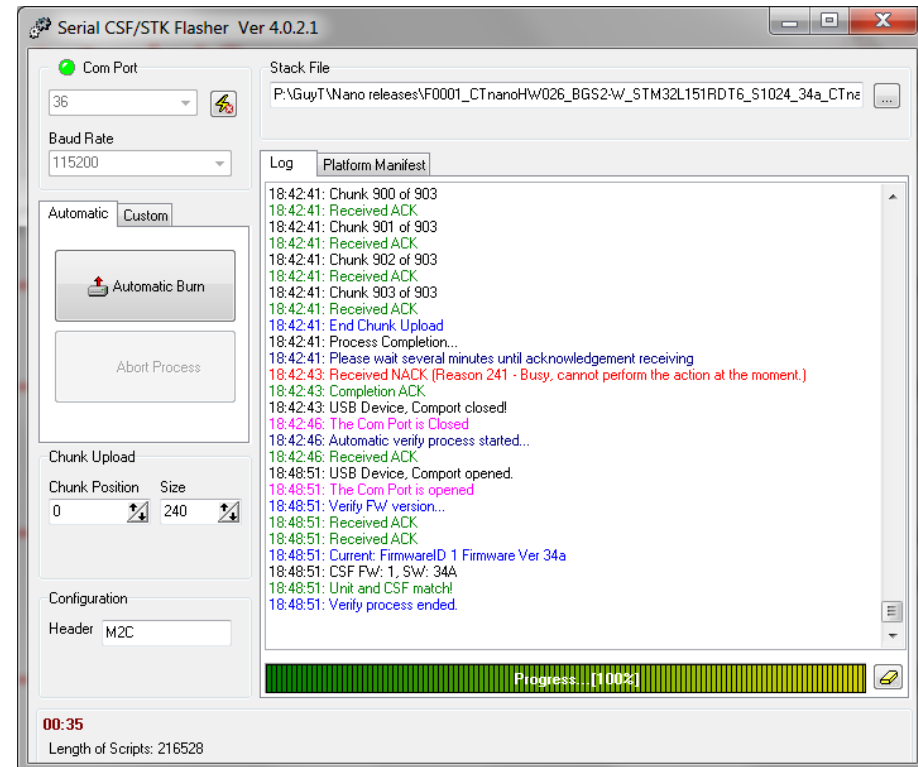 Serial CSF/STK Flasher Ver 4.0.2.1
Com Port
36
Baud Rate
115200
Stack File
P:\GuyT\Nano releases\F0001_CTnanoHW026_BGS2-W_STM32L151RDT6_S1024_34a_CTna
...
Automatic
Custom
Automatic Burn
Abort Process
Chunk Upload
Chunk Position Size
0 240
Configuration
Header M2C
Log Platform Manifest
18:42:41: Chunk 900 of 903
18:42:41: Received ACK
18:42:41: Chunk 901 of 903
18:42:41: Received ACK
18:42:41: Chunk 902 of 903
18:42:41: Received ACK
18:42:41: Chunk 903 of 903
18:42:41: Received ACK
18:42:41: End Chunk Upload
18:42:41: Process Completion...
18:42:41: Please wait several minutes until acknowledgement receiving
18:42:43: Received NACK (Reason 241 - Busy, cannot perform the action at the moment.)
18:42:43: Completion ACK
18:42:43: USB Device, Comport closed!
18:42:46: The Com Port is Closed
18:42:46: Automatic verify process started...
18:42:46: Received ACK
18:48:51: USB Device, Comport opened.
18:48:51: The Com Port is opened
18:48:51: Verify FW version...
18:48:51: Received ACK
18:48:51: Received ACK
18:48:51: Current: FirmwareID 1 Firmware Ver 34a
18:48:51: CSF FW: 1, SW: 34A
18:48:51: Unit and CSF match!
18:48:51: Verify process ended.
Progress...[100%]
00:35
Length of Scripts: 216528